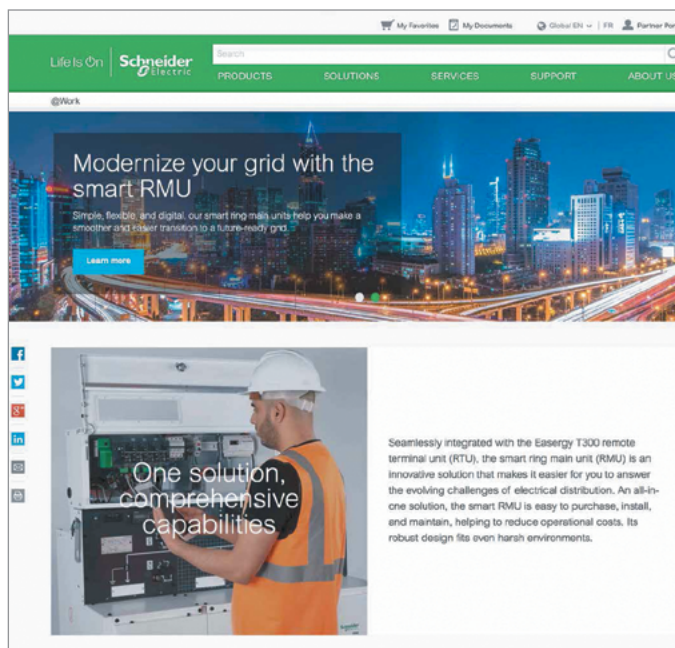 My Favorites My Documents Global EN | FR Partner Por
Life Is On Schneider Electric
Search
PRODUCTS SOLUTIONS SERVICES SUPPORT ABOUT US
@Work
Modernize your grid with the
smart RMU
Simple, flexible, and digital, our smart ring main units help you make a
smoother and easier transition to a future-ready grid.
Learn more
One solution,
comprehensive
capabilities
Seamlessly integrated with the Easergy T300 remote
terminal unit (RTU), the smart ring main unit (RMU) is an
innovative solution that makes it easier for you to answer
the evolving challenges of electrical distribution. An all-in-
one solution, the smart RMU is easy to purchase, install,
and maintain, helping to reduce operational costs. Its
robust design fits even harsh environments.